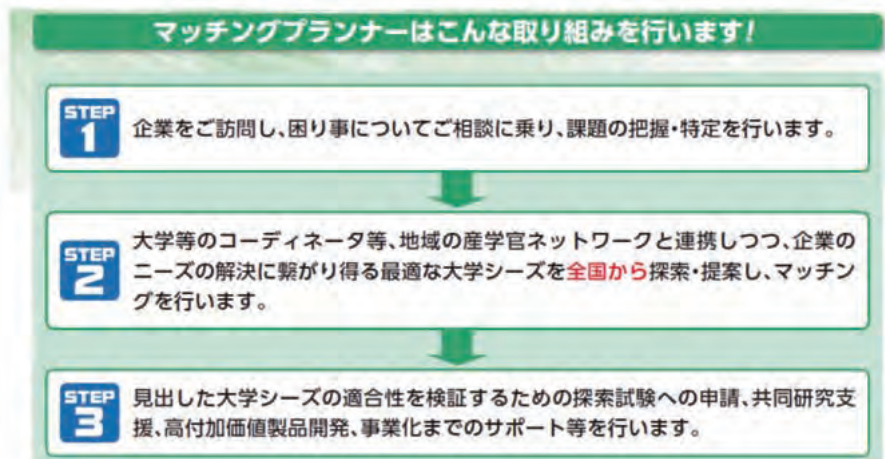 マッチングプランナーはこんな取り組みを行います!
STEP
1
企業をご訪問し、困り事についてご相談に乗り、課題の把握・特定を行います。
STEP
2
大学等のコーディネータ等、地域の産学官ネットワークと連携しつつ、企業の
ニーズの解決に繋がり得る最適な大学シーズを全国から探索・提案し、マッチン
グを行います。
STEP
3
見出した大学シーズの適合性を検証するための探索試験への申請、共同研究支
援、高付加価値製品開発、事業化までのサポート等を行います。